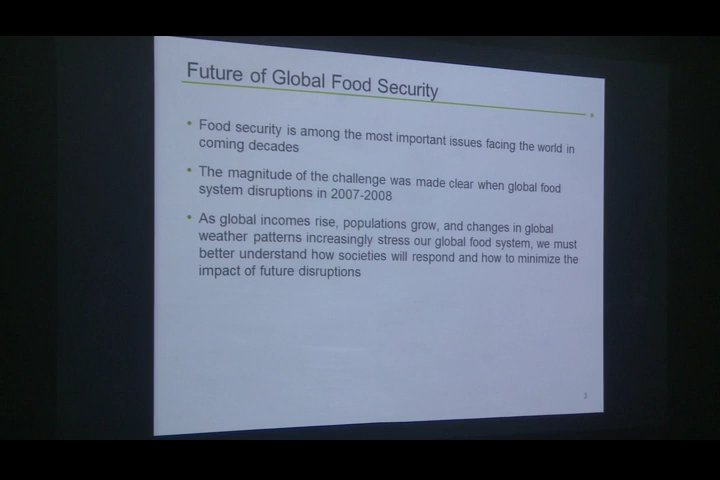 Future of Global Food Security
• Food security is among the most important issues facing the world in
coming decades
• The magnitude of the challenge was made clear when global food
system disruptions in 2007-2008
• As global incomes rise, populations grow, and changes in global
weather patterns increasingly stress our global food system, we must
better understand how societies will respond and how to minimize the
impact of future disruptions